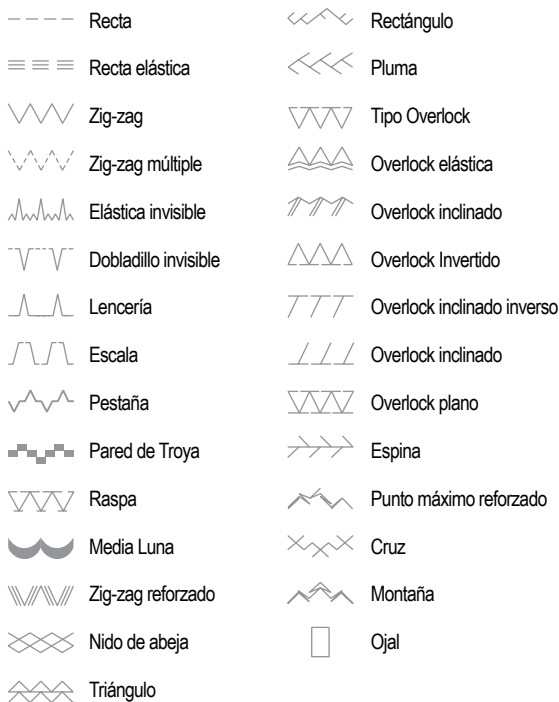 Recta
Recta elástica
Zig-zag
Zig-zag múltiple
Elástica invisible
Dobladillo invisible
Lencería
Escala
Pestaña
Pared de Troya
Raspa
Media Luna
Zig-zag reforzado
Nido de abeja
Triángulo
Rectángulo
Pluma
Tipo Overlock
Overlock elástica
Overlock inclinado
Overlock Invertido
Overlock inclinado inverso
Overlock inclinado
Overlock plano
Espina
Punto máximo reforzado
Cruz
Montaña
Ojal